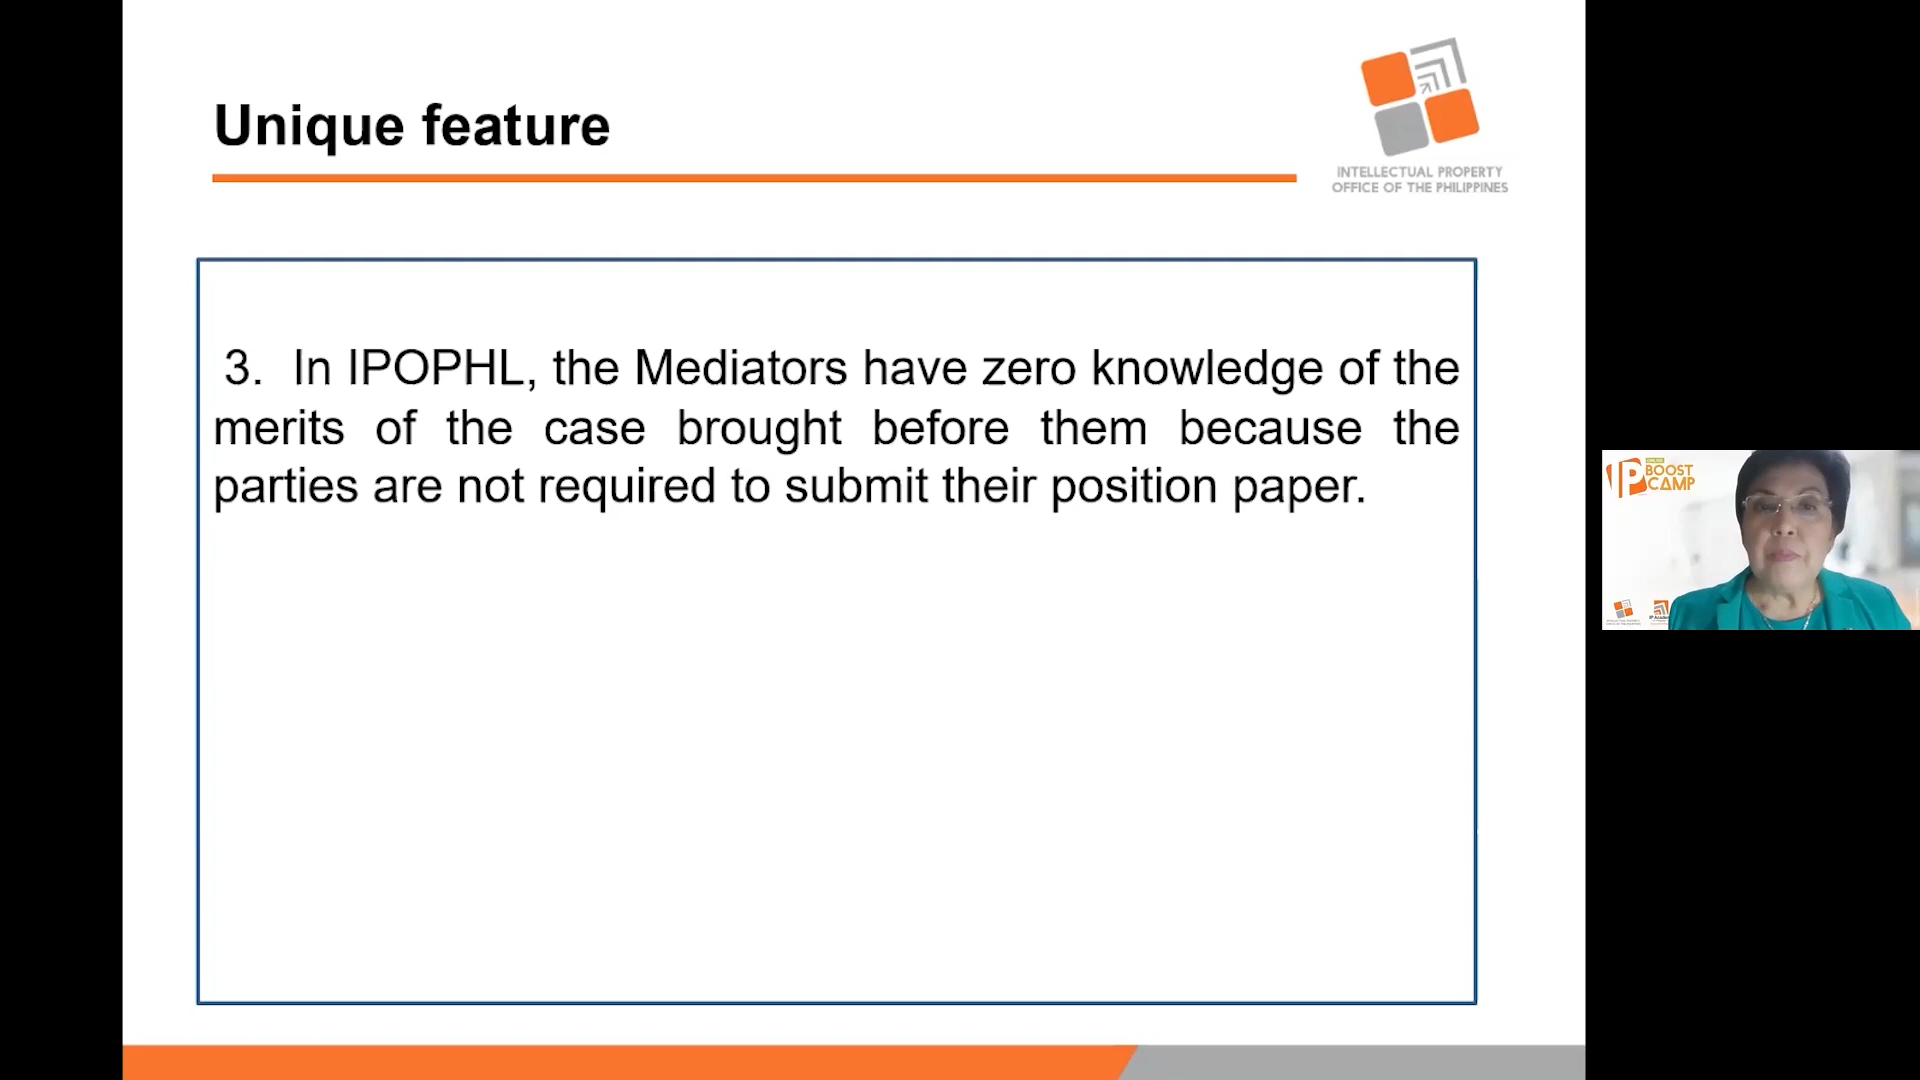 Unique feature
INTELLECTUAL PROPERTY
OFFICE OF THE PHILIPPINES
3. In IPOPHL, the Mediators have zero knowledge of the
merits of the case brought before them because the
parties are not required to submit their position paper.
IP BOOST
CAMP